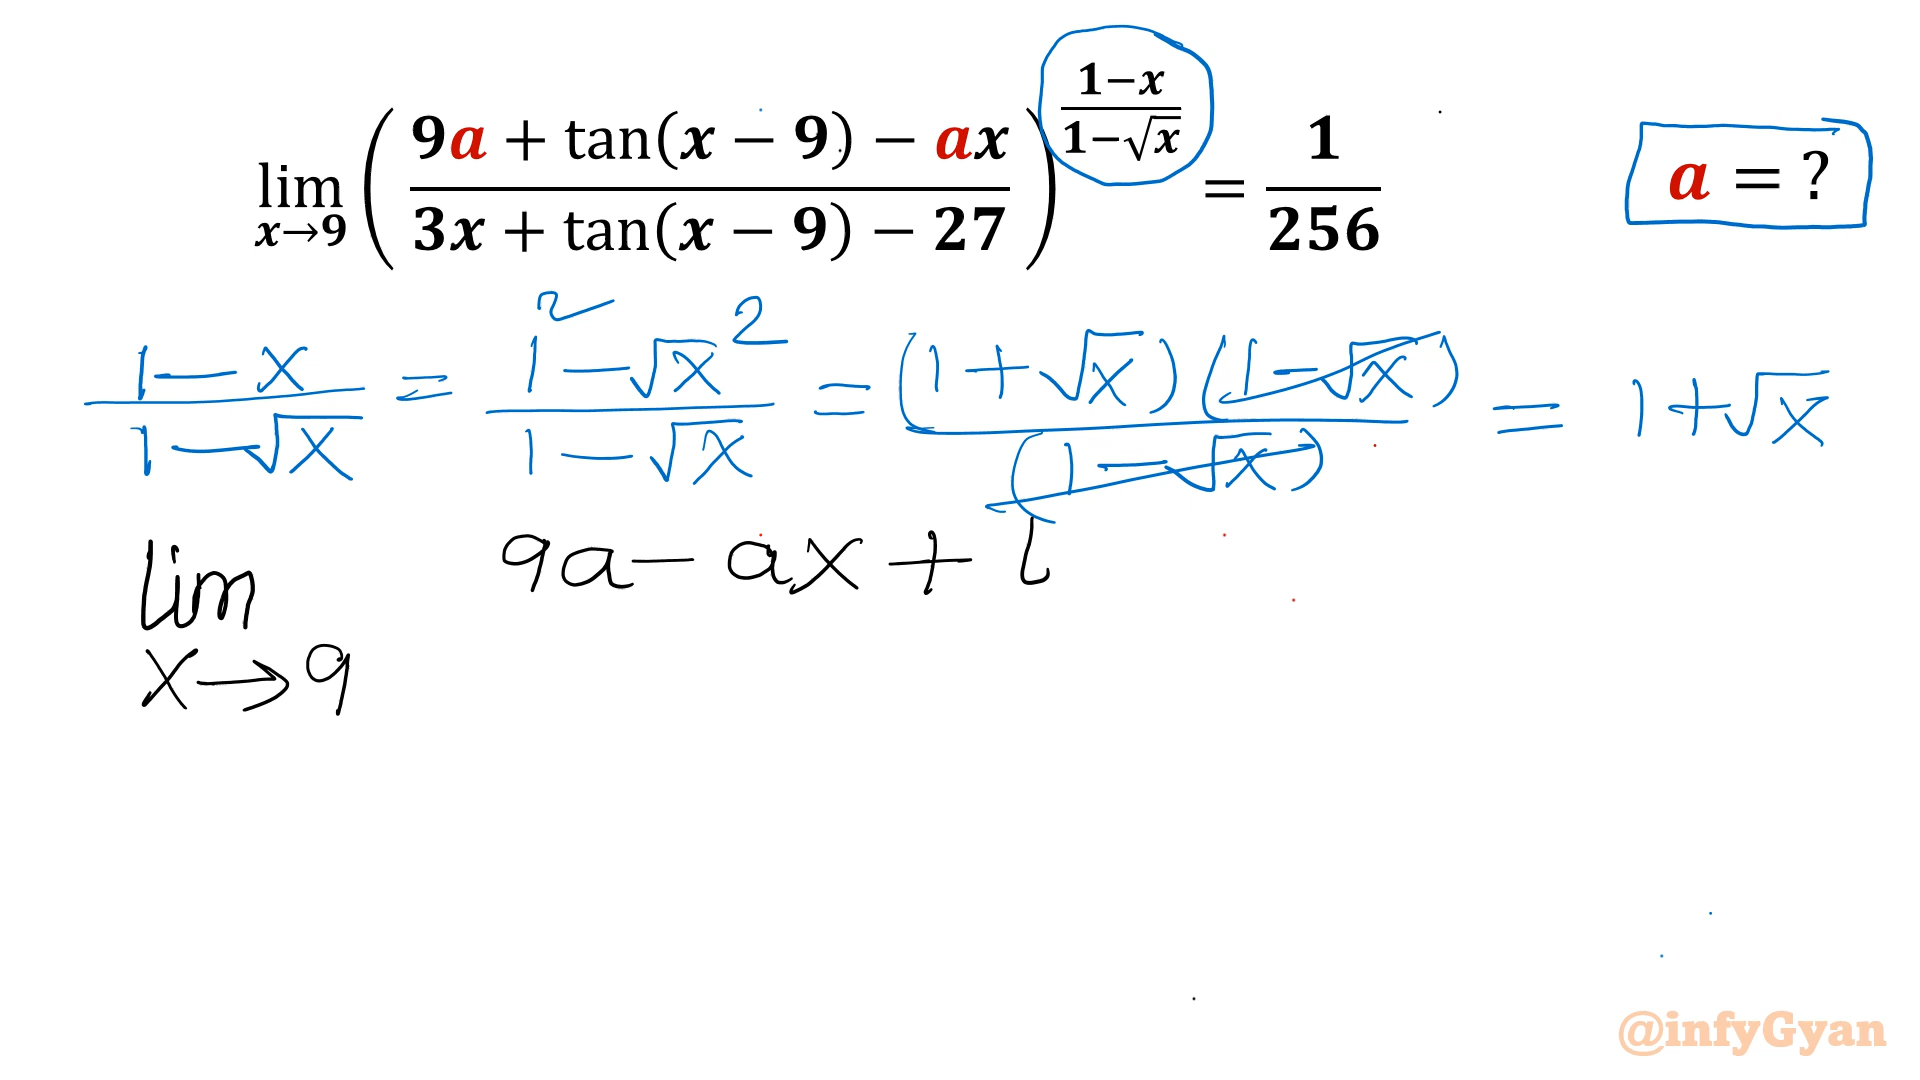 lim x→9 ( (9a + tan(x − 9) − ax) / (3x + tan(x − 9) − 27) )^((1−x)/(1−√x)) = 1/256
a = ?
(1 − x)/(1 − √x) = (1² − √x²)/(1 − √x) = (1 + √x)(1 − √x)/(1 − √x) = 1 + √x
lim x→9 9a − ax + t
@infyGyan